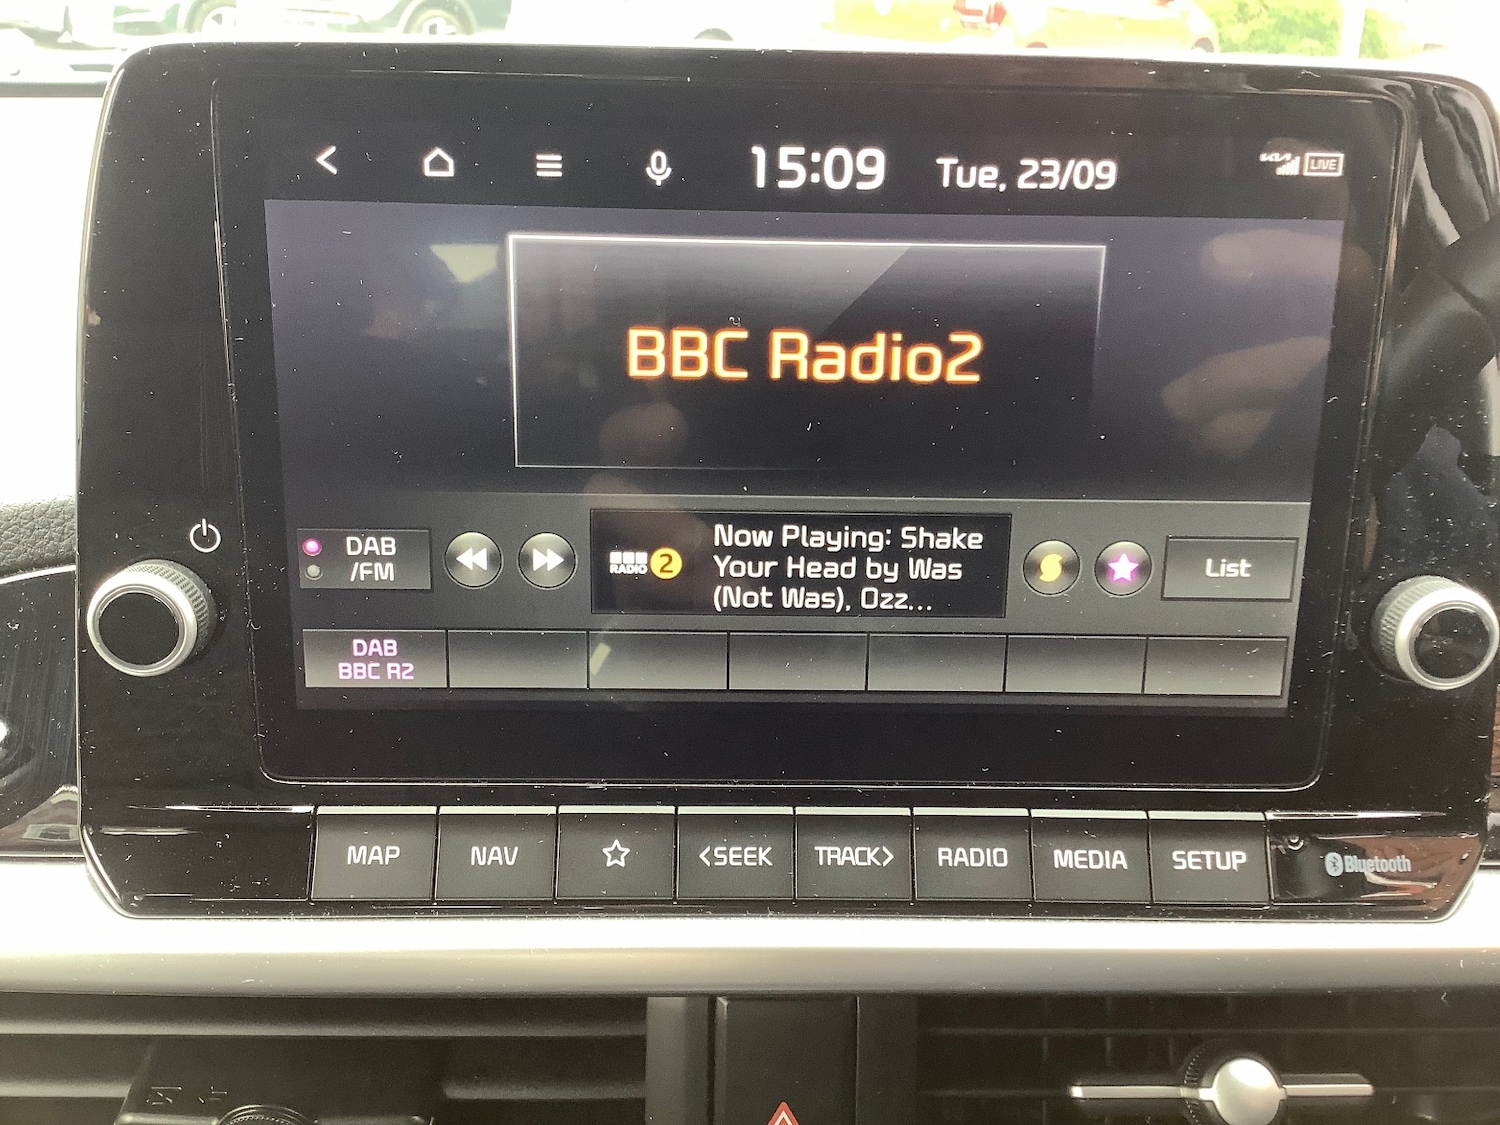 15:09 Tue, 23/09 KIA LIVE
BBC Radio2
DAB
/FM
RADIO 2
Now Playing: Shake
Your Head by Was
(Not Was), Ozz...
List
DAB
BBC R2
MAP NAV <SEEK TRACK> RADIO MEDIA SETUP
Bluetooth